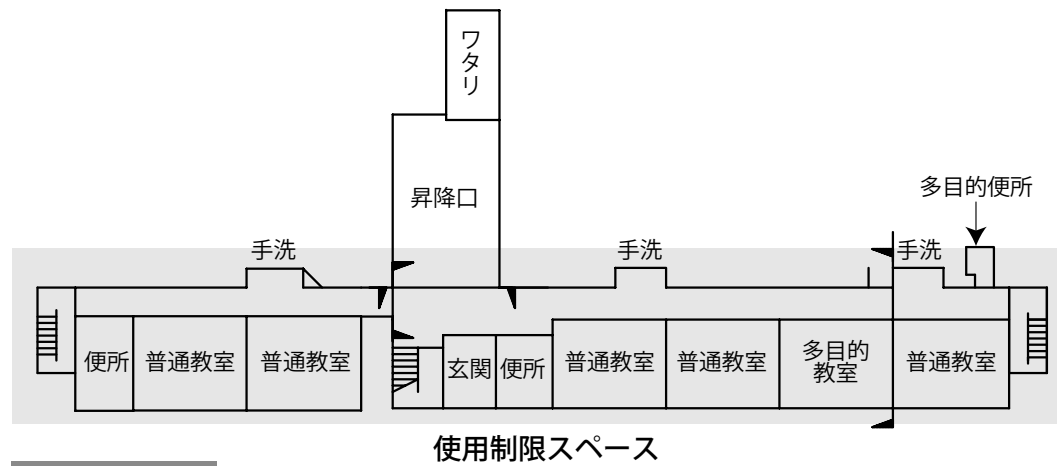 ワタリ
昇降口
多目的便所
手洗
手洗
手洗
便所
普通教室
普通教室
玄関
便所
普通教室
普通教室
多目的
教室
普通教室
使用制限スペース